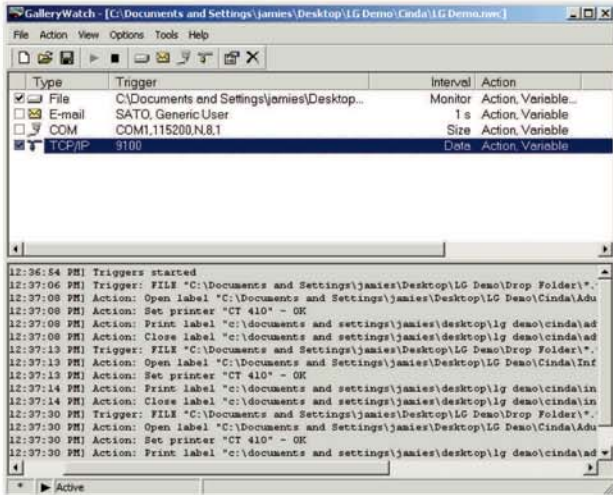 GalleryWatch - [C:\Documents and Settings\jamies\Desktop\LG Demo\Cinda\LG Demo.nwc]
File Action View Options Tools Help
Type Trigger Interval Action
File C:\Documents and Settings\jamies\Desktop... Monitor Action, Variable...
E-mail SATO, Generic User 1 s Action, Variable
COM COM1,115200,N,8,1 Size Action, Variable
TCP/IP 9100 Data Action, Variable
12:36:54 PM] Triggers started
12:37:06 PM] Trigger: FILE "C:\Documents and Settings\jamies\Desktop\LG Demo\Drop Folder\*.
12:37:08 PM] Action: Open label "C:\Documents and Settings\jamies\Desktop\LG Demo\Cinda\Adu
12:37:08 PM] Action: Set printer "CT 410" - OK
12:37:08 PM] Action: Print label "c:\documents and settings\jamies\desktop\lg demo\cinda\ad
12:37:08 PM] Action: Close label "c:\documents and settings\jamies\desktop\lg demo\cinda\ad
12:37:13 PM] Trigger: FILE "C:\Documents and Settings\jamies\Desktop\LG Demo\Drop Folder\*.
12:37:13 PM] Action: Open label "C:\Documents and Settings\jamies\Desktop\LG Demo\Cinda\Inf
12:37:13 PM] Action: Set printer "CT 410" - OK
12:37:14 PM] Action: Print label "c:\documents and settings\jamies\desktop\lg demo\cinda\in
12:37:14 PM] Action: Close label "c:\documents and settings\jamies\desktop\lg demo\cinda\in
12:37:30 PM] Trigger: FILE "C:\Documents and Settings\jamies\Desktop\LG Demo\Drop Folder\*.
12:37:30 PM] Action: Open label "C:\Documents and Settings\jamies\Desktop\LG Demo\Cinda\Adu
12:37:30 PM] Action: Set printer "CT 410" - OK
12:37:30 PM] Action: Print label "c:\documents and settings\jamies\desktop\lg demo\cinda\ad
* Active